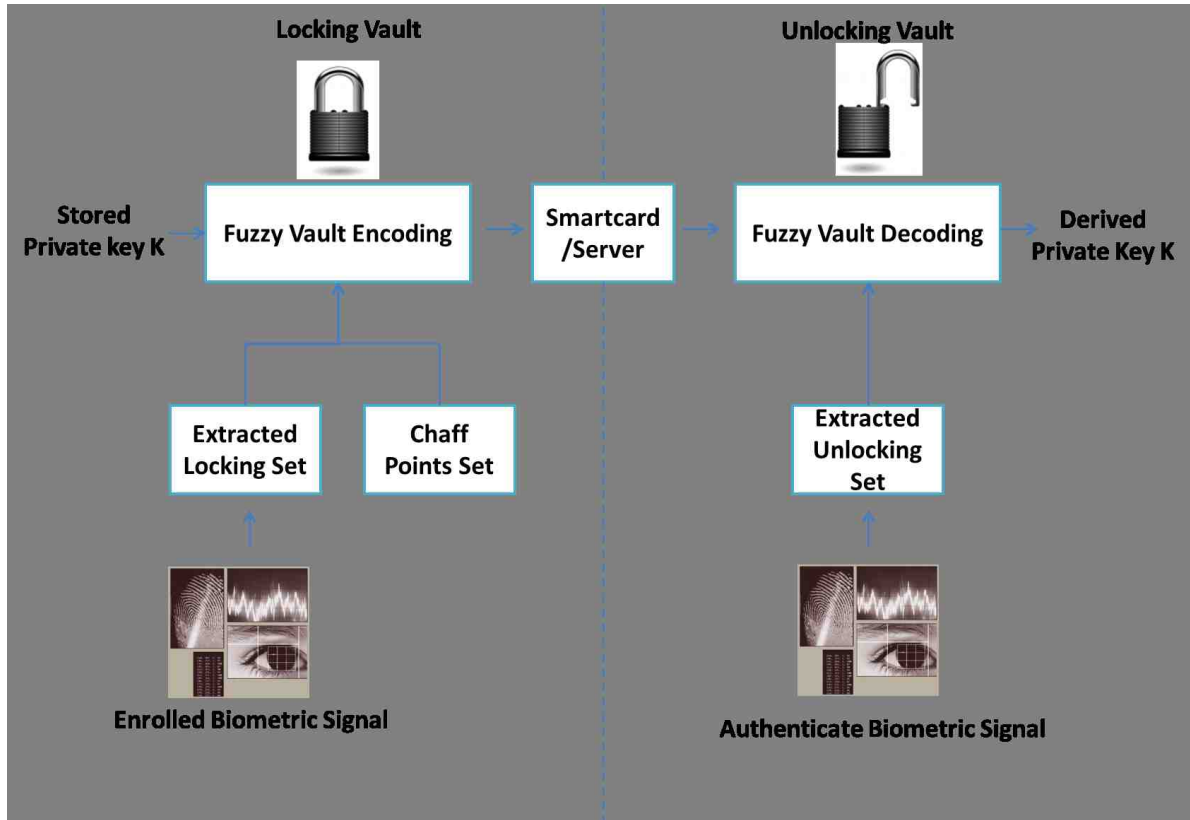 Locking Vault
Unlocking Vault
Stored
Private key K
Fuzzy Vault Encoding
Smartcard
/Server
Fuzzy Vault Decoding
Derived
Private Key K
Extracted
Locking Set
Chaff
Points Set
Extracted
Unlocking
Set
Enrolled Biometric Signal
Authenticate Biometric Signal